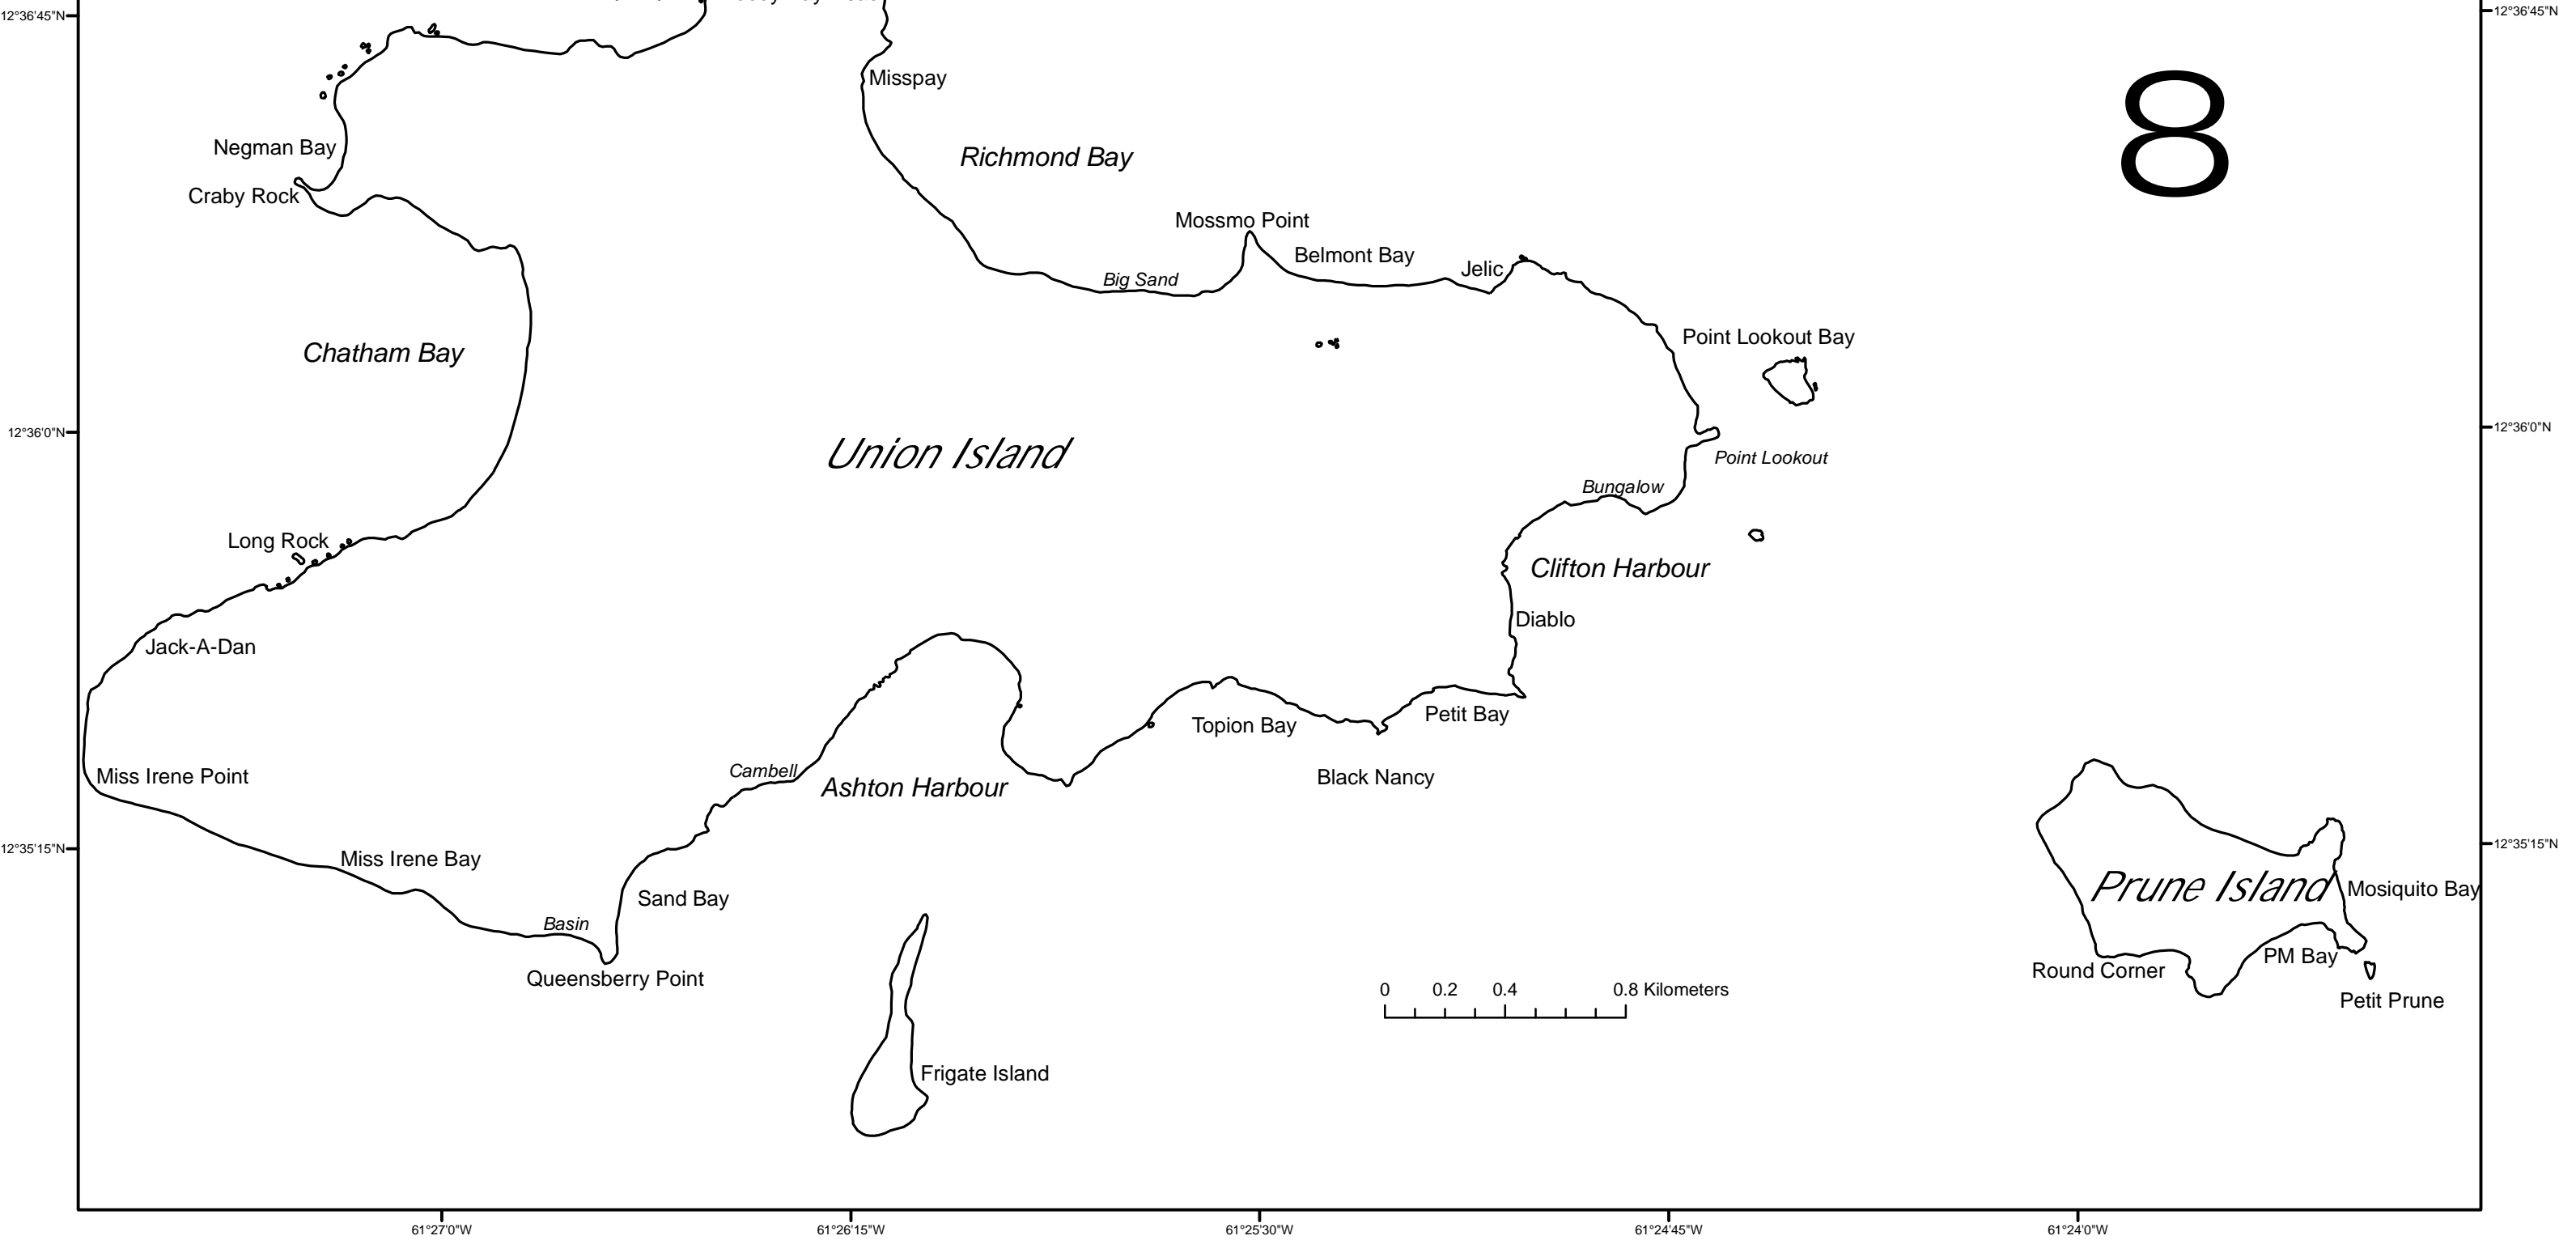 12°36'45"N
12°36'45"N
Misspay
8
Negman Bay
Richmond Bay
Craby Rock
Mossmo Point
Belmont Bay
Jelic
Big Sand
Point Lookout Bay
Chatham Bay
12°36'0"N
12°36'0"N
Union Island
Point Lookout
Bungalow
Long Rock
Clifton Harbour
Diablo
Jack-A-Dan
Petit Bay
Topion Bay
Cambell
Miss Irene Point
Black Nancy
Ashton Harbour
12°35'15"N
12°35'15"N
Miss Irene Bay
Prune Island
Mosiquito Bay
Sand Bay
Basin
PM Bay
Round Corner
Queensberry Point
0 0.2 0.4 0.8 Kilometers
Petit Prune
Frigate Island
61°27'0"W
61°26'15"W
61°25'30"W
61°24'45"W
61°24'0"W